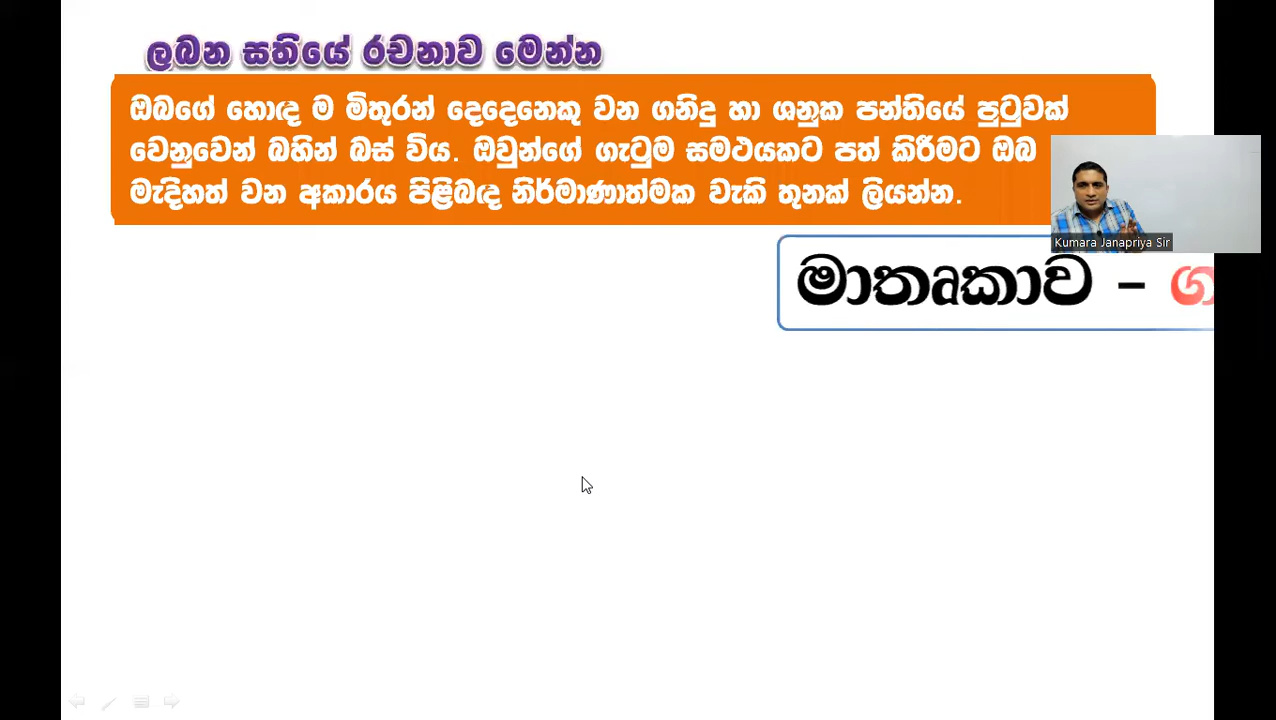 ලබන සතියේ රචනාව මෙන්න
ඔබගේ හොඳ ම මිතුරන් දෙදෙනෙකු වන ගනිදු හා ශනුක පන්තියේ පුටුවක්
වෙනුවෙන් බහින් බස් විය. ඔවුන්ගේ ගැටුම සමථයකට පත් කිරීමට ඔබ
මැදිහත් වන අකාරය පිළිබඳ නිර්මාණාත්මක වැකි තුනක් ලියන්න.
Kumara Janapriya Sir
මාතෘකාව –